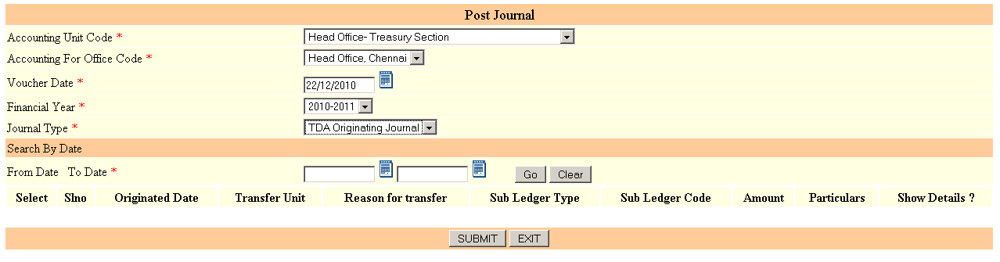 Post Journal
Accounting Unit Code * Head Office- Treasury Section
Accounting For Office Code * Head Office, Chennai
Voucher Date * 22/12/2010
Financial Year * 2010-2011
Journal Type * TDA Originating Journal
Search By Date
From Date To Date * Go Clear
Select Slno Originated Date Transfer Unit Reason for transfer Sub Ledger Type Sub Ledger Code Amount Particulars Show Details ?
SUBMIT EXIT